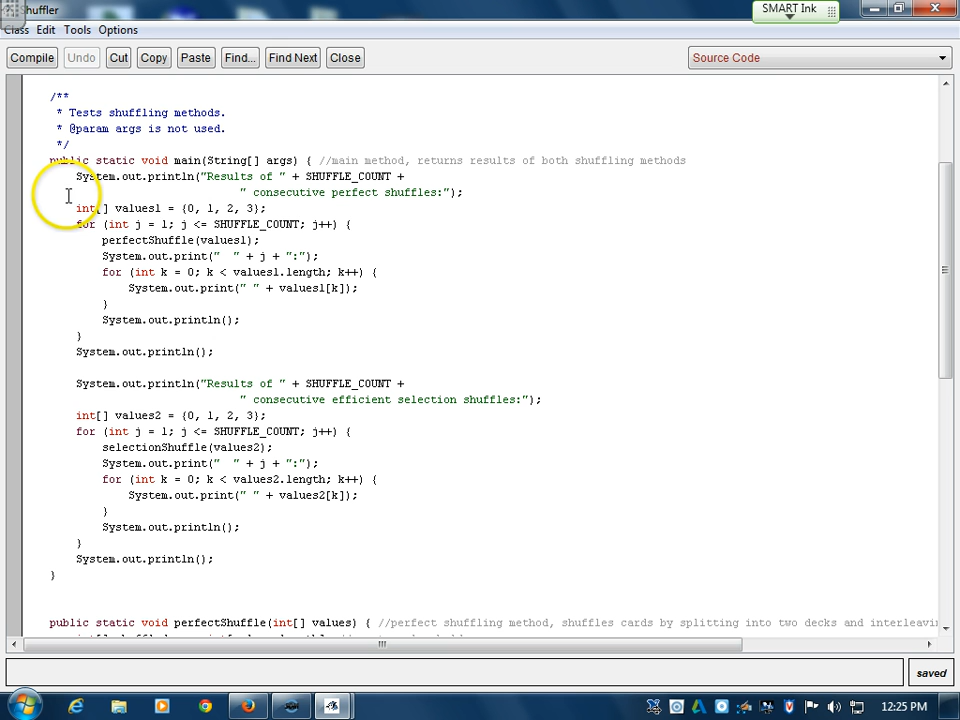 Shuffler
SMART Ink
Class Edit Tools Options
Compile Undo Cut Copy Paste Find... Find Next Close Source Code
/**
* Tests shuffling methods.
* @param args is not used.
*/
public static void main(String[] args) { //main method, returns results of both shuffling methods
System.out.println("Results of " + SHUFFLE_COUNT +
" consecutive perfect shuffles:");
int[] values1 = {0, 1, 2, 3};
for (int j = 1; j <= SHUFFLE_COUNT; j++) {
perfectShuffle(values1);
System.out.print("  " + j + ":");
for (int k = 0; k < values1.length; k++) {
System.out.print(" " + values1[k]);
}
System.out.println();
}
System.out.println();
System.out.println("Results of " + SHUFFLE_COUNT +
" consecutive efficient selection shuffles:");
int[] values2 = {0, 1, 2, 3};
for (int j = 1; j <= SHUFFLE_COUNT; j++) {
selectionShuffle(values2);
System.out.print("  " + j + ":");
for (int k = 0; k < values2.length; k++) {
System.out.print(" " + values2[k]);
}
System.out.println();
}
System.out.println();
}
public static void perfectShuffle(int[] values) { //perfect shuffling method, shuffles cards by splitting into two decks and interleavin
saved
12:25 PM